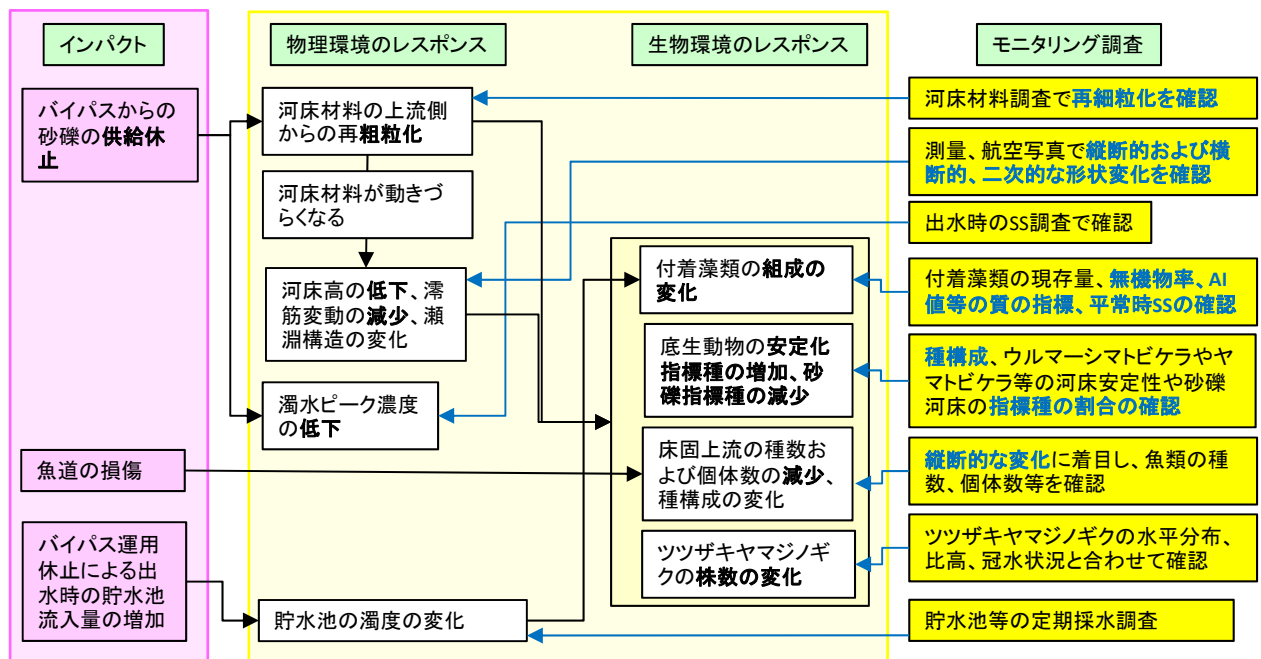 インパクト
物理環境のレスポンス
生物環境のレスポンス
モニタリング調査
バイパスからの
砂礫の供給休
止
魚道の損傷
バイパス運用
休止による出
水時の貯水池
流入量の増加
河床材料の上流側
からの再粗粒化
河床材料が動きづ
らくなる
河床高の低下、澪
筋変動の減少、瀬
淵構造の変化
濁水ピーク濃度
の低下
貯水池の濁度の変化
付着藻類の組成の
変化
底生動物の安定化
指標種の増加、砂
礫指標種の減少
床固上流の種数お
よび個体数の減少、
種構成の変化
ツツザキヤマジノギ
クの株数の変化
河床材料調査で再細粒化を確認
測量、航空写真で縦断的および横
断的、二次的な形状変化を確認
出水時のSS調査で確認
付着藻類の現存量、無機物率、AI
値等の質の指標、平常時SSの確認
種構成、ウルマーシマトビケラやヤ
マトビケラ等の河床安定性や砂礫
河床の指標種の割合の確認
縦断的な変化に着目し、魚類の種
数、個体数等を確認
ツツザキヤマジノギクの水平分布、
比高、冠水状況と合わせて確認
貯水池等の定期採水調査